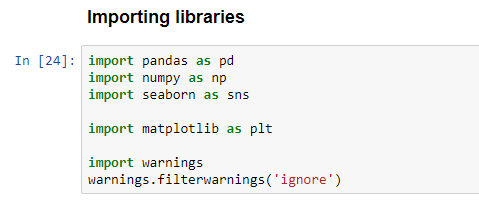 Importing libraries
In [24]: import pandas as pd
import numpy as np
import seaborn as sns
import matplotlib as plt
import warnings
warnings.filterwarnings('ignore')